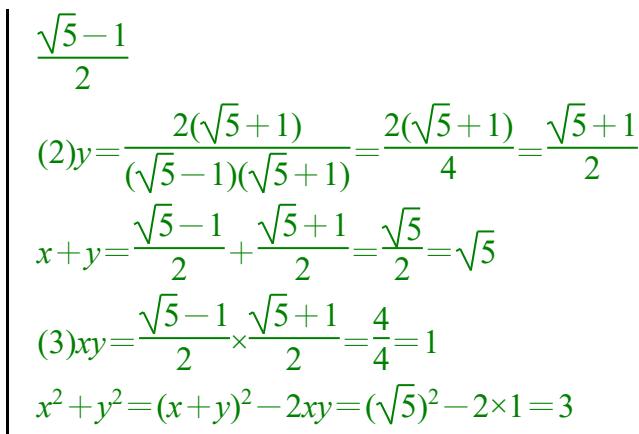 (√5−1)/2
(2)y=2(√5+1)/((√5−1)(√5+1))=2(√5+1)/4=(√5+1)/2
x+y=(√5−1)/2+(√5+1)/2=√5/2=√5
(3)xy=(√5−1)/2×(√5+1)/2=4/4=1
x²+y²=(x+y)²−2xy=(√5)²−2×1=3